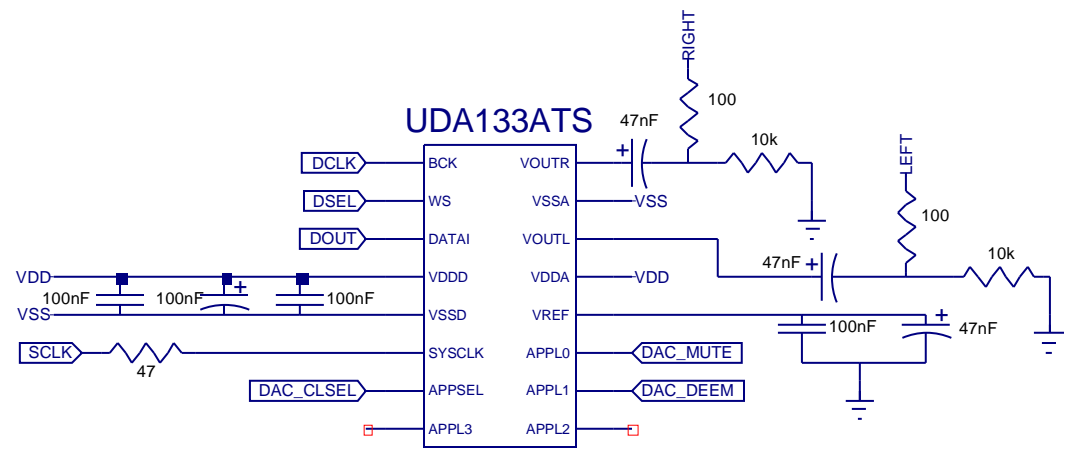 RIGHT
100
UDA133ATS
47nF
10k
LEFT
DCLK
BCK
VOUTR
DSEL
WS
VSSA
VSS
100
DOUT
DATAI
VOUTL
47nF
10k
VDD
VDDD
VDDA
VDD
100nF
100nF
100nF
VSS
VSSD
VREF
100nF
47nF
SCLK
47
SYSCLK
APPL0
DAC_MUTE
DAC_CLSEL
APPSEL
APPL1
DAC_DEEM
APPL3
APPL2